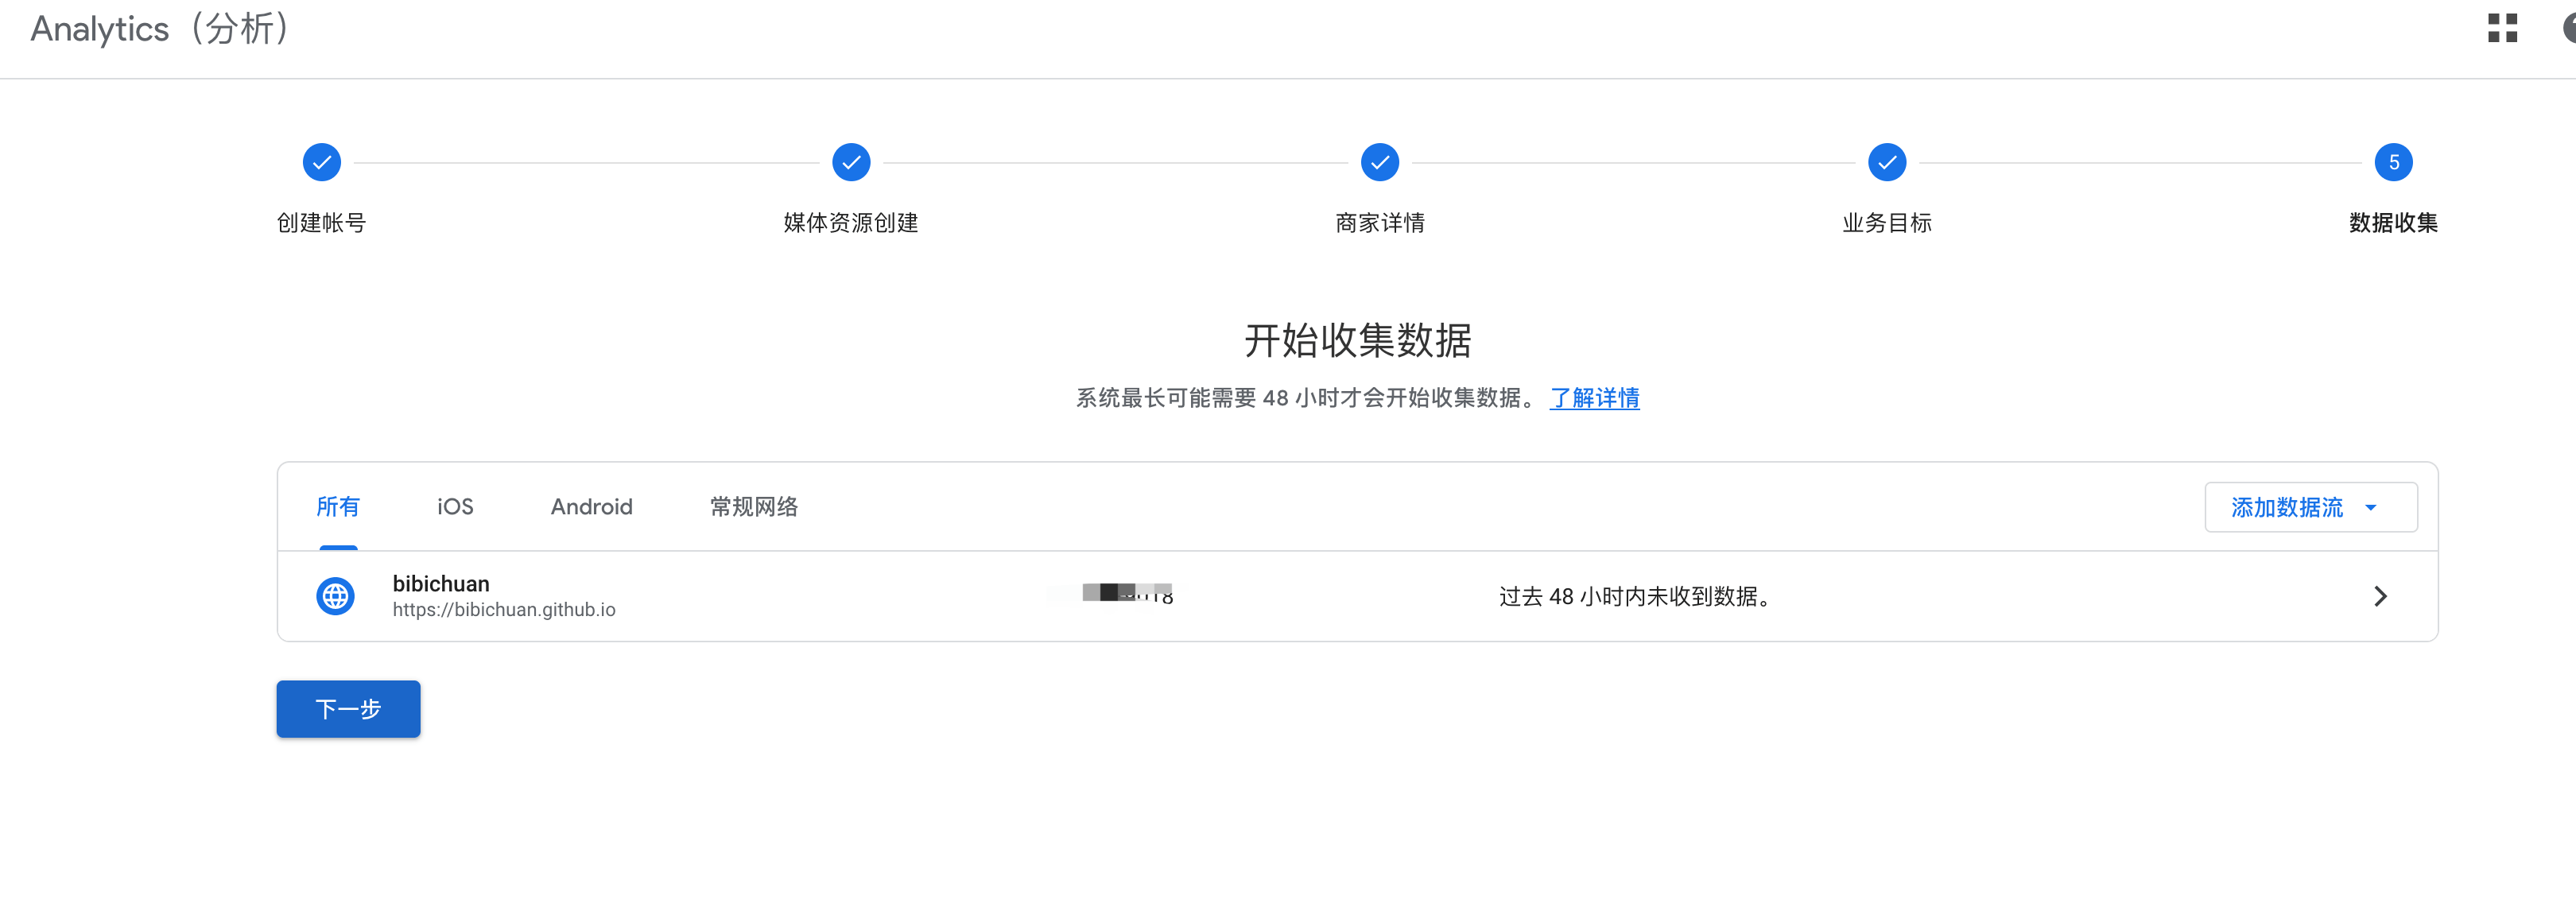 Analytics（分析）
5
创建帐号
媒体资源创建
商家详情
业务目标
数据收集
开始收集数据
系统最长可能需要 48 小时才会开始收集数据。 了解详情
所有 iOS Android 常规网络 添加数据流
bibichuan
https://bibichuan.github.io
过去 48 小时内未收到数据。
下一步